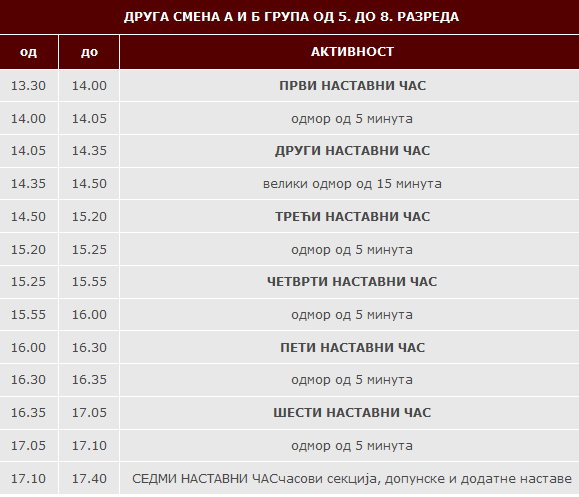 ДРУГА СМЕНА А И Б ГРУПА ОД 5. ДО 8. РАЗРЕДА
од до АКТИВНОСТ
13.30 14.00 ПРВИ НАСТАВНИ ЧАС
14.00 14.05 одмор од 5 минута
14.05 14.35 ДРУГИ НАСТАВНИ ЧАС
14.35 14.50 велики одмор од 15 минута
14.50 15.20 ТРЕЋИ НАСТАВНИ ЧАС
15.20 15.25 одмор од 5 минута
15.25 15.55 ЧЕТВРТИ НАСТАВНИ ЧАС
15.55 16.00 одмор од 5 минута
16.00 16.30 ПЕТИ НАСТАВНИ ЧАС
16.30 16.35 одмор од 5 минута
16.35 17.05 ШЕСТИ НАСТАВНИ ЧАС
17.05 17.10 одмор од 5 минута
17.10 17.40 СЕДМИ НАСТАВНИ ЧАСчасови секција, допунске и додатне наставе